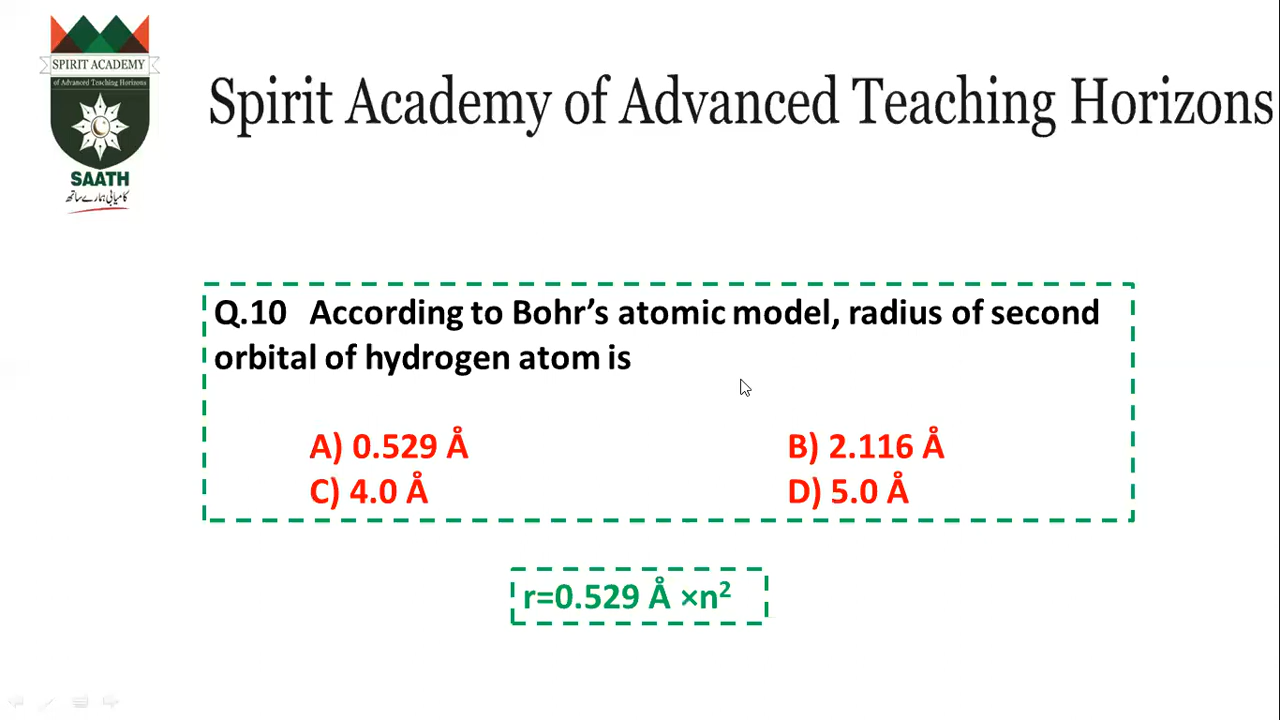 SPIRIT ACADEMY
of Advanced Teaching Horizons
SAATH
کامیابی ہمارے ساتھ
Spirit Academy of Advanced Teaching Horizons
Q.10 According to Bohr’s atomic model, radius of second
orbital of hydrogen atom is
A) 0.529 Å B) 2.116 Å
C) 4.0 Å D) 5.0 Å
r=0.529 Å ×n²